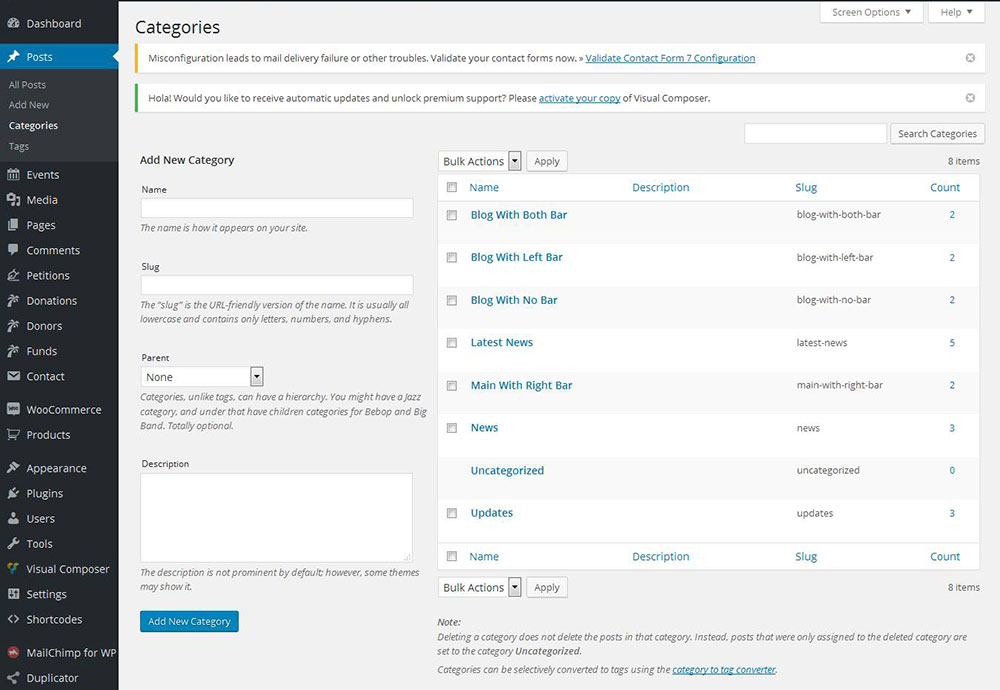 Dashboard
Posts
All Posts
Add New
Categories
Tags
Events
Media
Pages
Comments
Petitions
Donations
Donors
Funds
Contact
WooCommerce
Products
Appearance
Plugins
Users
Tools
Visual Composer
Settings
Shortcodes
MailChimp for WP
Duplicator
Screen Options
Help
Categories
Misconfiguration leads to mail delivery failure or other troubles. Validate your contact forms now. » Validate Contact Form 7 Configuration
Hola! Would you like to receive automatic updates and unlock premium support? Please activate your copy of Visual Composer.
Search Categories
Add New Category
Name
The name is how it appears on your site.
Slug
The “slug” is the URL-friendly version of the name. It is usually all
lowercase and contains only letters, numbers, and hyphens.
Parent
None
Categories, unlike tags, can have a hierarchy. You might have a Jazz
category, and under that have children categories for Bebop and Big
Band. Totally optional.
Description
The description is not prominent by default; however, some themes
may show it.
Add New Category
Bulk Actions Apply 8 items
Name Description Slug Count
Blog With Both Bar blog-with-both-bar 2
Blog With Left Bar blog-with-left-bar 2
Blog With No Bar blog-with-no-bar 2
Latest News latest-news 5
Main With Right Bar main-with-right-bar 2
News news 3
Uncategorized uncategorized 0
Updates updates 3
Name Description Slug Count
Bulk Actions Apply 8 items
Note:
Deleting a category does not delete the posts in that category. Instead, posts that were only assigned to the deleted category are
set to the category Uncategorized.
Categories can be selectively converted to tags using the category to tag converter.